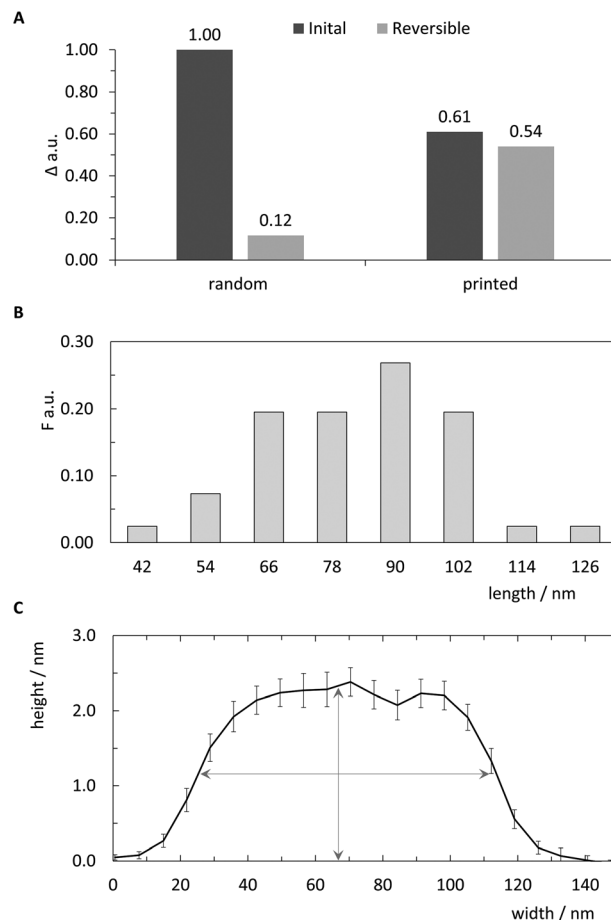 A
Inital Reversible
1.00
1.00
0.80
0.61
0.60
0.54
0.40
0.12
0.20
0.00
Δ a.u.
random printed
B
0.30
0.20
0.10
0.00
F a.u.
42 54 66 78 90 102 114 126
length / nm
C
3.0
2.0
1.0
0.0
height / nm
0 20 40 60 80 100 120 140
width / nm